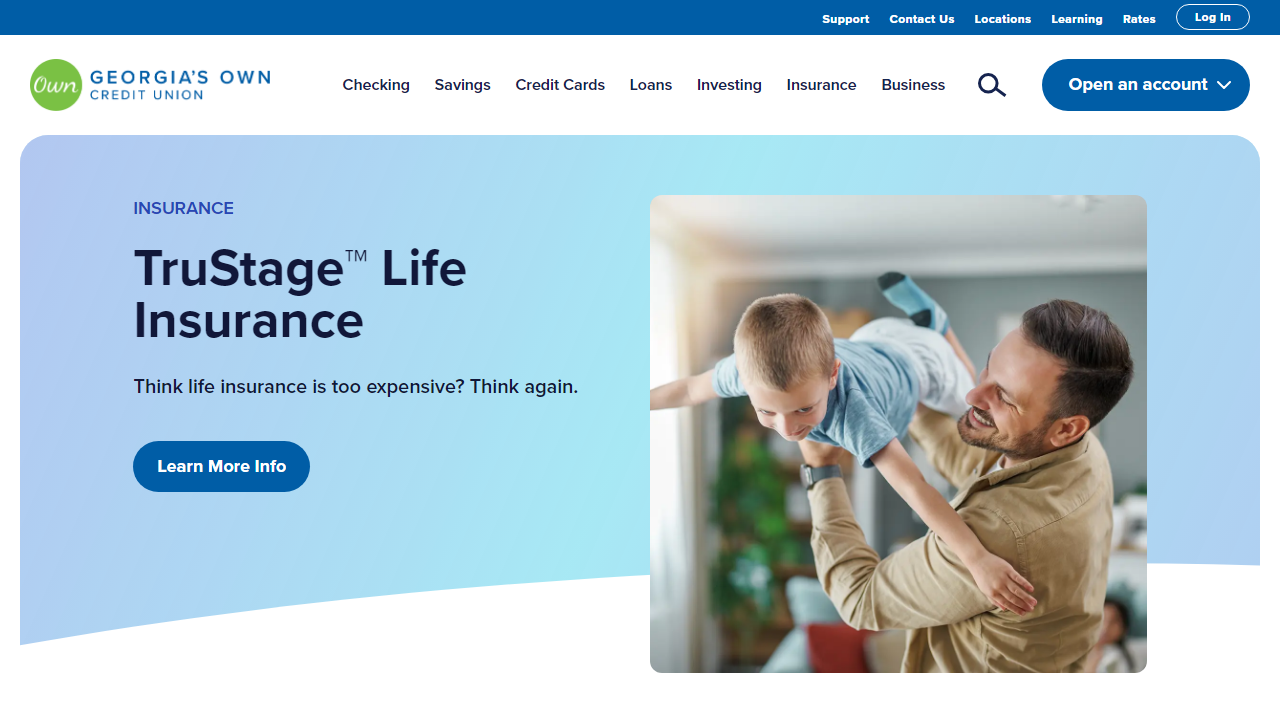 Support Contact Us Locations Learning Rates Log In
Own GEORGIA'S OWN
CREDIT UNION
Checking Savings Credit Cards Loans Investing Insurance Business Open an account
INSURANCE
TruStage™ Life
Insurance
Think life insurance is too expensive? Think again.
Learn More Info